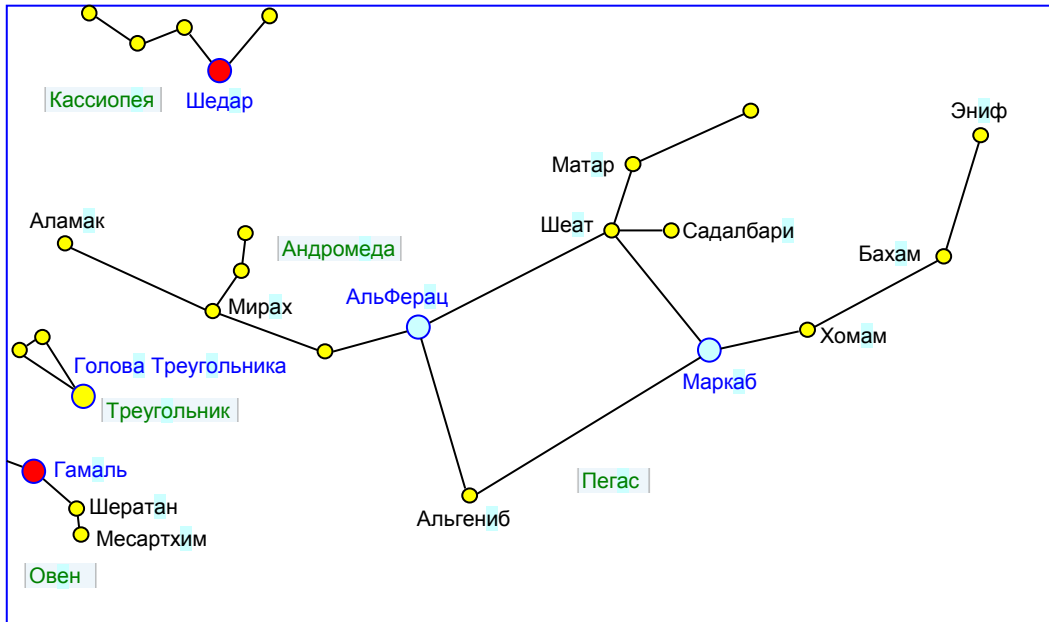 Кассиопея
Шедар
Эниф
Матар
Аламак
Шеат
Садалбари
Андромеда
Бахам
АльФерац
Мирах
Хомам
Голова Треугольника
Маркаб
Треугольник
Гамаль
Пегас
Шератан
Альгениб
Месартхим
Овен